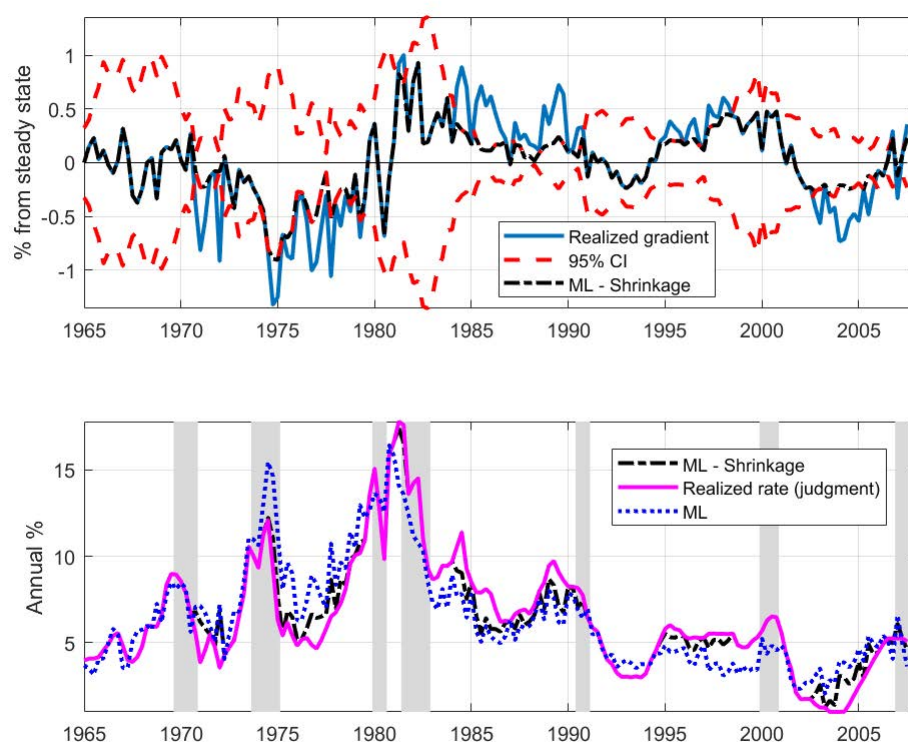 % from steady state
1
0.5
0
-0.5
-1
Realized gradient
95% CI
ML - Shrinkage
1965 1970 1975 1980 1985 1990 1995 2000 2005
Annual %
15
10
5
ML - Shrinkage
Realized rate (judgment)
ML
1965 1970 1975 1980 1985 1990 1995 2000 2005